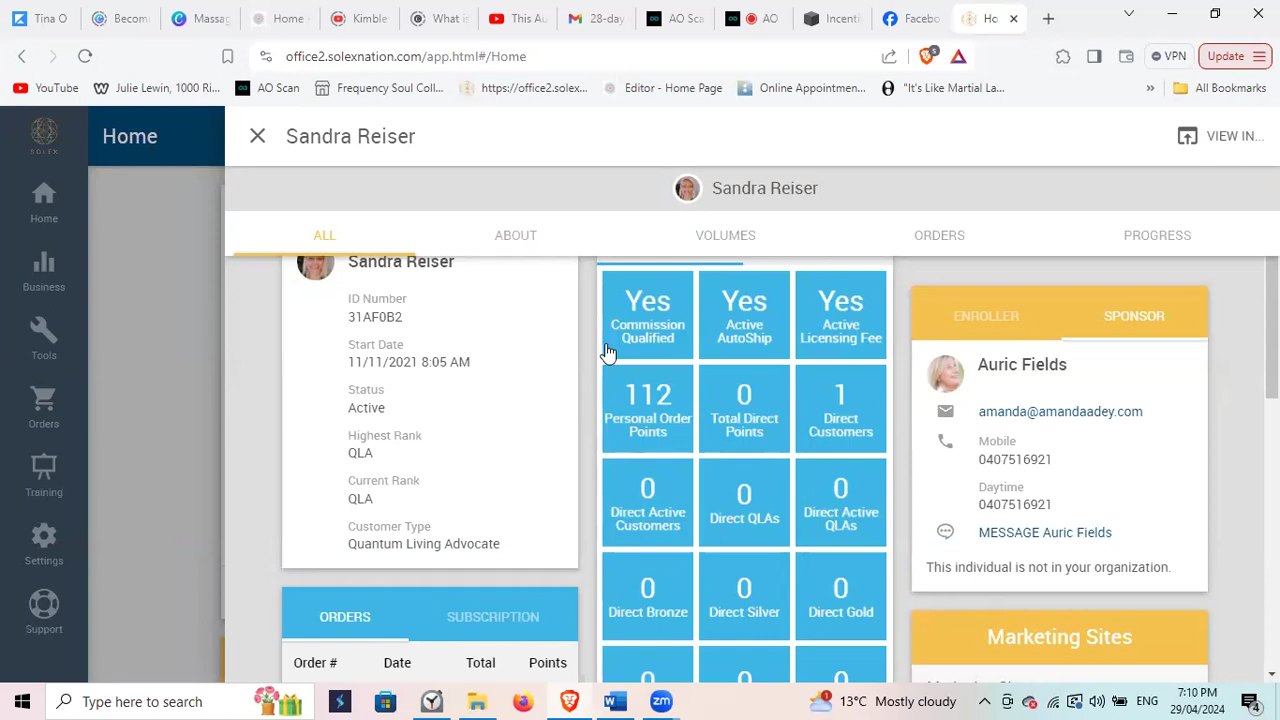 Tina O
Becom
Massag
Home
Kimble
What
This Au
28-day
AO Scan
AO
Incenti
Facebo
Ho
office2.solexnation.com/app.html#/Home
5
VPN
Update
YouTube
Julie Lewin, 1000 Ri...
AO Scan
Frequency Soul Coll...
https://office2.solex...
Editor - Home Page
Online Appointmen...
"It's Like Martial La...
»
All Bookmarks
SOLEX
Home
Sandra Reiser
VIEW IN...
Sandra Reiser
ALL
ABOUT
VOLUMES
ORDERS
PROGRESS
Home
Business
Tools
Orders
Training
Settings
Support
Sandra Reiser
ID Number
31AF0B2
Start Date
11/11/2021 8:05 AM
Status
Active
Highest Rank
QLA
Current Rank
QLA
Customer Type
Quantum Living Advocate
ORDERS
SUBSCRIPTION
Order #
Date
Total
Points
Yes
Commission
Qualified
Yes
Active
AutoShip
Yes
Active
Licensing Fee
112
Personal Order
Points
0
Total Direct
Points
1
Direct
Customers
0
Direct Active
Customers
0
Direct QLAs
0
Direct Active
QLAs
0
Direct Bronze
0
Direct Silver
0
Direct Gold
ENROLLER
SPONSOR
Auric Fields
amanda@amandaadey.com
Mobile
0407516921
Daytime
0407516921
MESSAGE Auric Fields
This individual is not in your organization.
Marketing Sites
Type here to search
zm
13°C Mostly cloudy
7:10 PM
29/04/2024
4